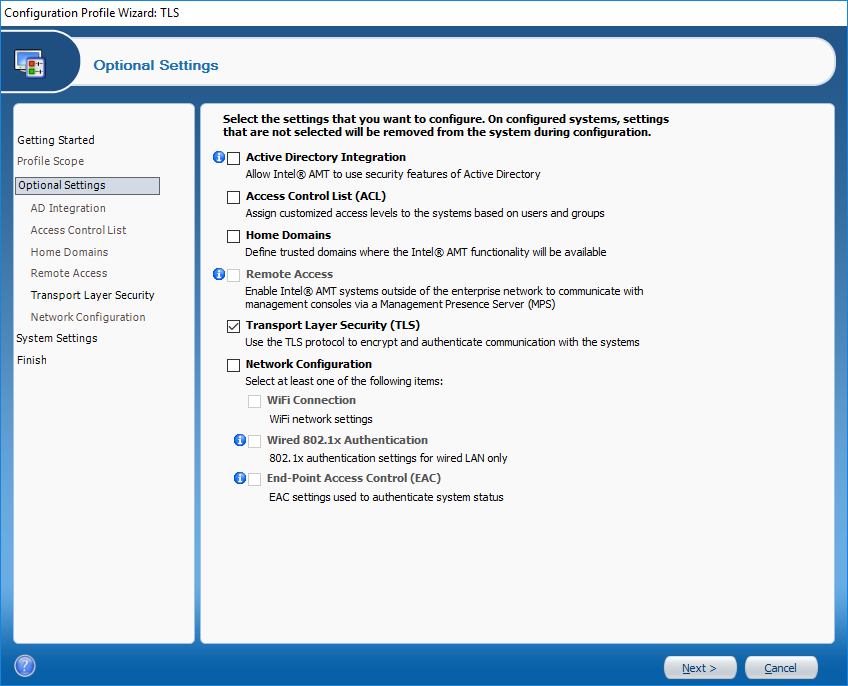 Configuration Profile Wizard: TLS
Optional Settings
Getting Started
Profile Scope
Optional Settings
AD Integration
Access Control List
Home Domains
Remote Access
Transport Layer Security
Network Configuration
System Settings
Finish
Select the settings that you want to configure. On configured systems, settings
that are not selected will be removed from the system during configuration.
Active Directory Integration
Allow Intel® AMT to use security features of Active Directory
Access Control List (ACL)
Assign customized access levels to the systems based on users and groups
Home Domains
Define trusted domains where the Intel® AMT functionality will be available
Remote Access
Enable Intel® AMT systems outside of the enterprise network to communicate with
management consoles via a Management Presence Server (MPS)
Transport Layer Security (TLS)
Use the TLS protocol to encrypt and authenticate communication with the systems
Network Configuration
Select at least one of the following items:
WiFi Connection
WiFi network settings
Wired 802.1x Authentication
802.1x authentication settings for wired LAN only
End-Point Access Control (EAC)
EAC settings used to authenticate system status
?
Next >
Cancel